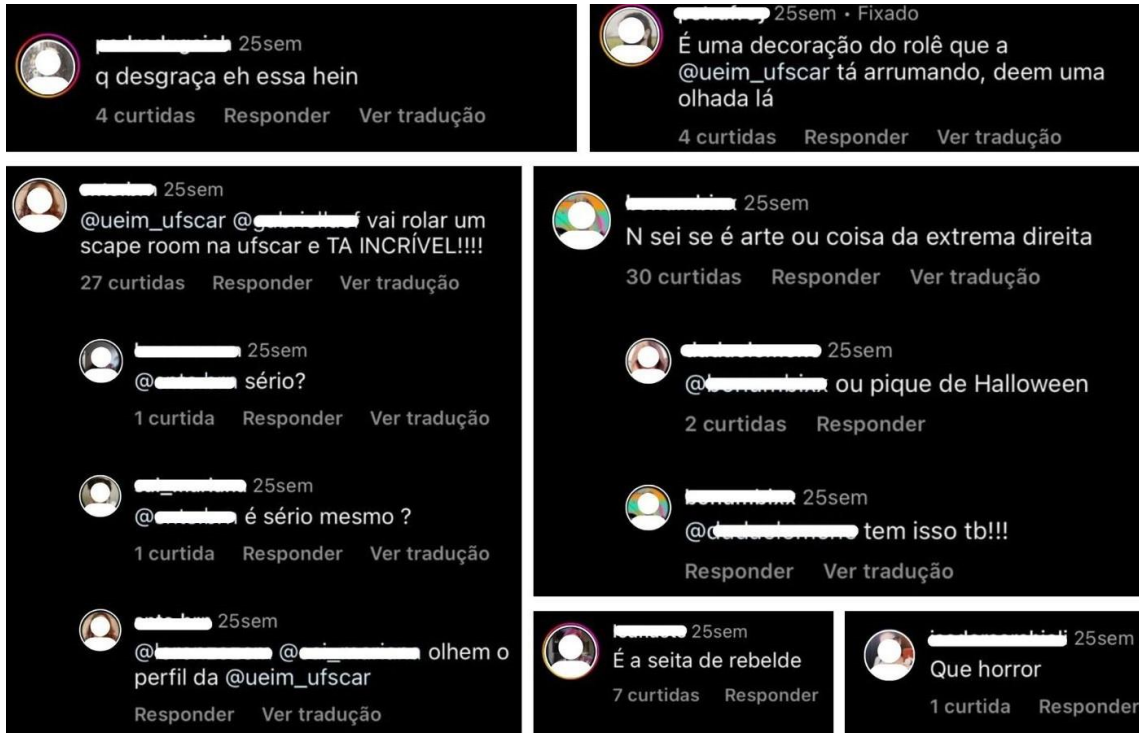 25sem
q desgraça eh essa hein
4 curtidas Responder Ver tradução
25sem • Fixado
É uma decoração do rolê que a
@ueim_ufscar tá arrumando, deem uma
olhada lá
4 curtidas Responder Ver tradução
25sem
@ueim_ufscar @ vai rolar um
scape room na ufscar e TA INCRÍVEL!!!!
27 curtidas Responder Ver tradução
25sem
@ sério?
1 curtida Responder Ver tradução
25sem
@ é sério mesmo ?
1 curtida Responder Ver tradução
25sem
@ @ olhem o
perfil da @ueim_ufscar
Responder Ver tradução
25sem
N sei se é arte ou coisa da extrema direita
30 curtidas Responder Ver tradução
25sem
@ ou pique de Halloween
2 curtidas Responder
25sem
@ tem isso tb!!!
Responder Ver tradução
25sem
É a seita de rebelde
7 curtidas Responder
25sem
Que horror
1 curtida Responder